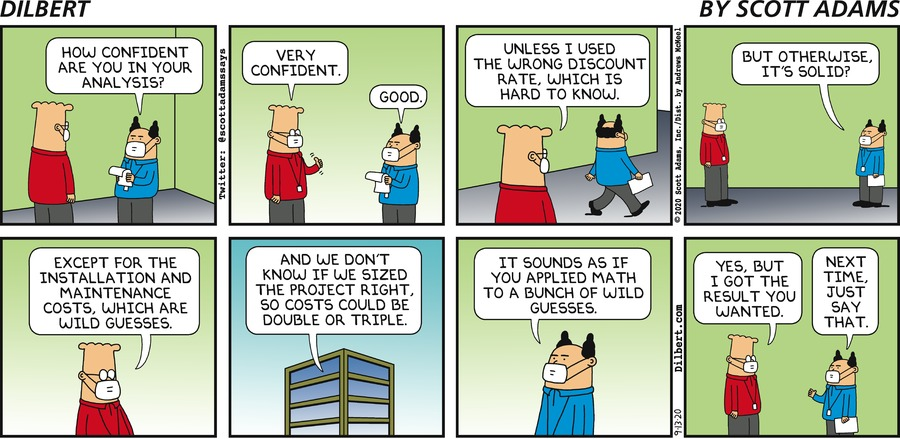 DILBERT
BY SCOTT ADAMS
HOW CONFIDENT
ARE YOU IN YOUR
ANALYSIS?
Twitter: @scottadamssays
VERY
CONFIDENT.
GOOD.
UNLESS I USED
THE WRONG DISCOUNT
RATE, WHICH IS
HARD TO KNOW.
© 2020 Scott Adams, Inc./Dist. by Andrews McMeel
BUT OTHERWISE,
IT'S SOLID?
EXCEPT FOR THE
INSTALLATION AND
MAINTENANCE
COSTS, WHICH ARE
WILD GUESSES.
AND WE DON'T
KNOW IF WE SIZED
THE PROJECT RIGHT,
SO COSTS COULD BE
DOUBLE OR TRIPLE.
IT SOUNDS AS IF
YOU APPLIED MATH
TO A BUNCH OF WILD
GUESSES.
9-13-20
Dilbert.com
YES, BUT
I GOT THE
RESULT YOU
WANTED.
NEXT
TIME,
JUST
SAY
THAT.